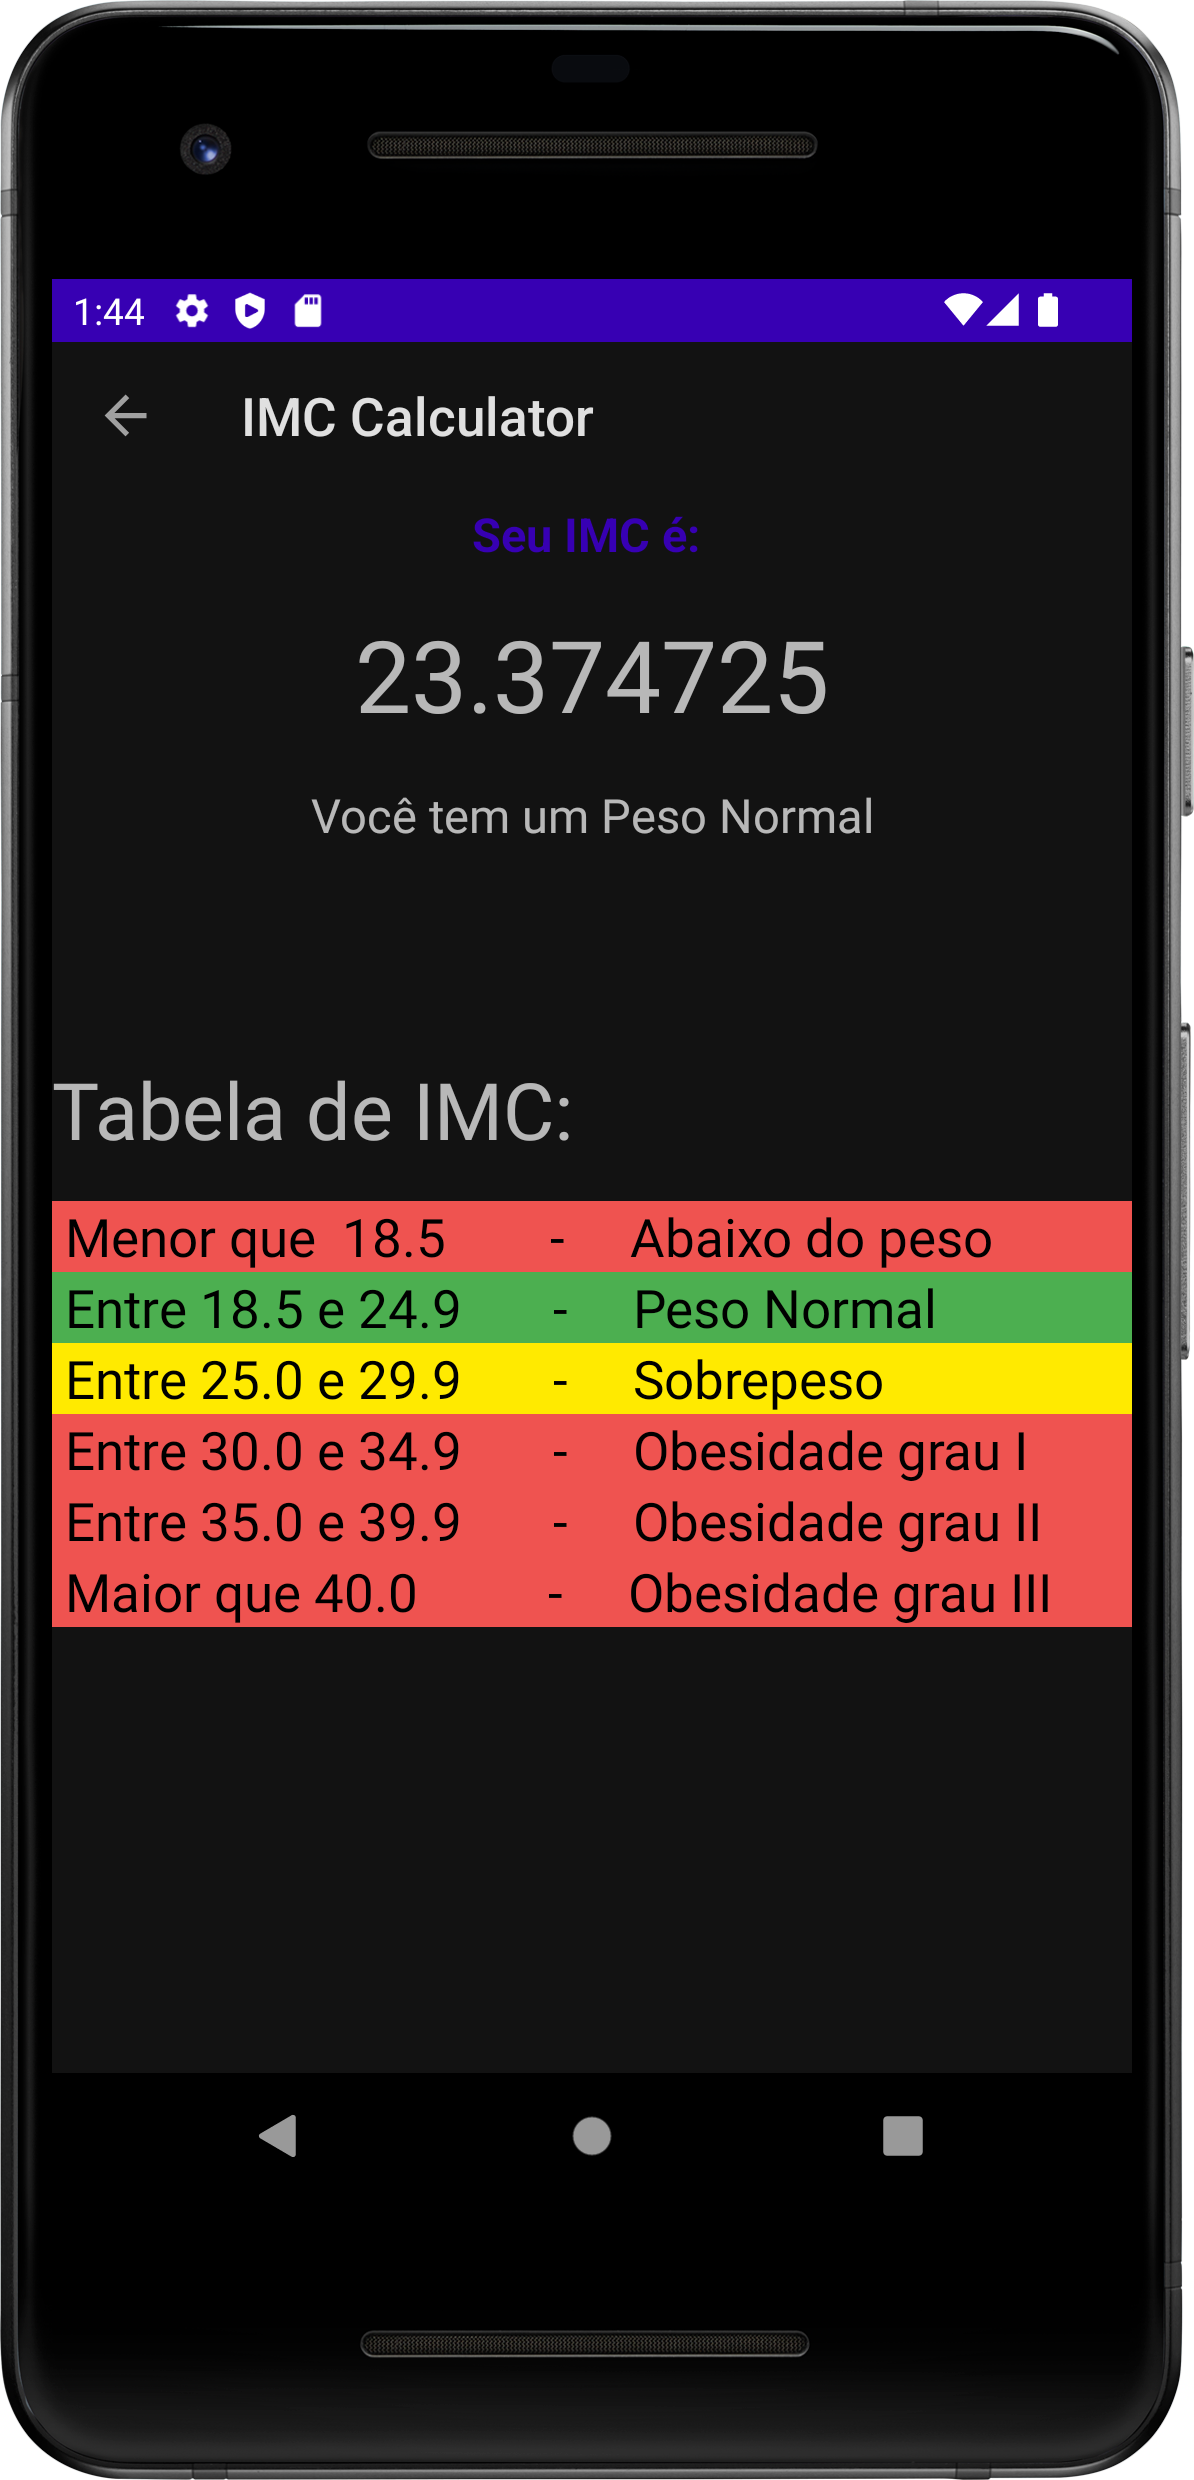 1:44
IMC Calculator
Seu IMC é:
23.374725
Você tem um Peso Normal
Tabela de IMC:
Menor que 18.5 - Abaixo do peso
Entre 18.5 e 24.9 - Peso Normal
Entre 25.0 e 29.9 - Sobrepeso
Entre 30.0 e 34.9 - Obesidade grau I
Entre 35.0 e 39.9 - Obesidade grau II
Maior que 40.0 - Obesidade grau III